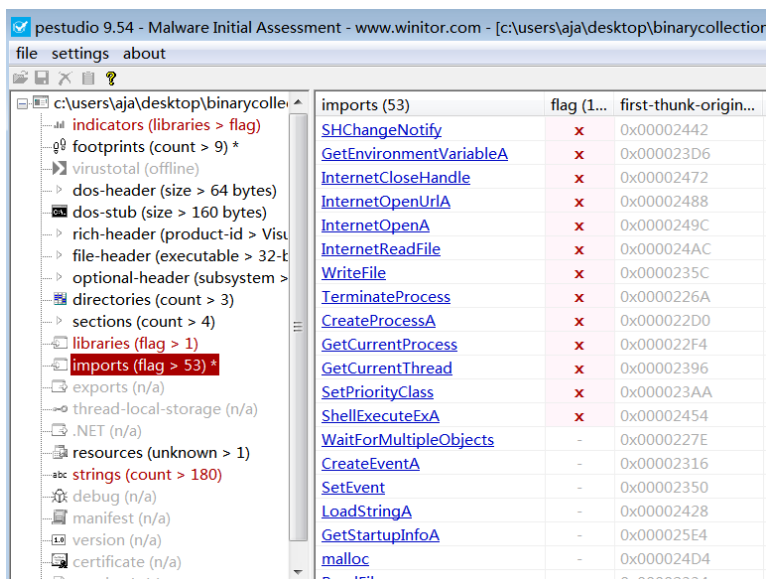 pestudio 9.54 - Malware Initial Assessment - www.winitor.com - [c:\users\aja\desktop\binarycollection
file settings about
c:\users\aja\desktop\binarycolle
indicators (libraries > flag)
footprints (count > 9) *
virustotal (offline)
dos-header (size > 64 bytes)
dos-stub (size > 160 bytes)
rich-header (product-id > Visu
file-header (executable > 32-b
optional-header (subsystem >
directories (count > 3)
sections (count > 4)
libraries (flag > 1)
imports (flag > 53) *
exports (n/a)
thread-local-storage (n/a)
.NET (n/a)
resources (unknown > 1)
abc strings (count > 180)
debug (n/a)
manifest (n/a)
1.0 version (n/a)
certificate (n/a)
imports (53) flag (1... first-thunk-origin...
SHChangeNotify x 0x00002442
GetEnvironmentVariableA x 0x000023D6
InternetCloseHandle x 0x00002472
InternetOpenUrlA x 0x00002488
InternetOpenA x 0x0000249C
InternetReadFile x 0x000024AC
WriteFile x 0x0000235C
TerminateProcess x 0x0000226A
CreateProcessA x 0x000022D0
GetCurrentProcess x 0x000022F4
GetCurrentThread x 0x00002396
SetPriorityClass x 0x000023AA
ShellExecuteExA x 0x00002454
WaitForMultipleObjects - 0x0000227E
CreateEventA - 0x00002316
SetEvent - 0x00002350
LoadStringA - 0x00002428
GetStartupInfoA - 0x000025E4
malloc - 0x000024D4